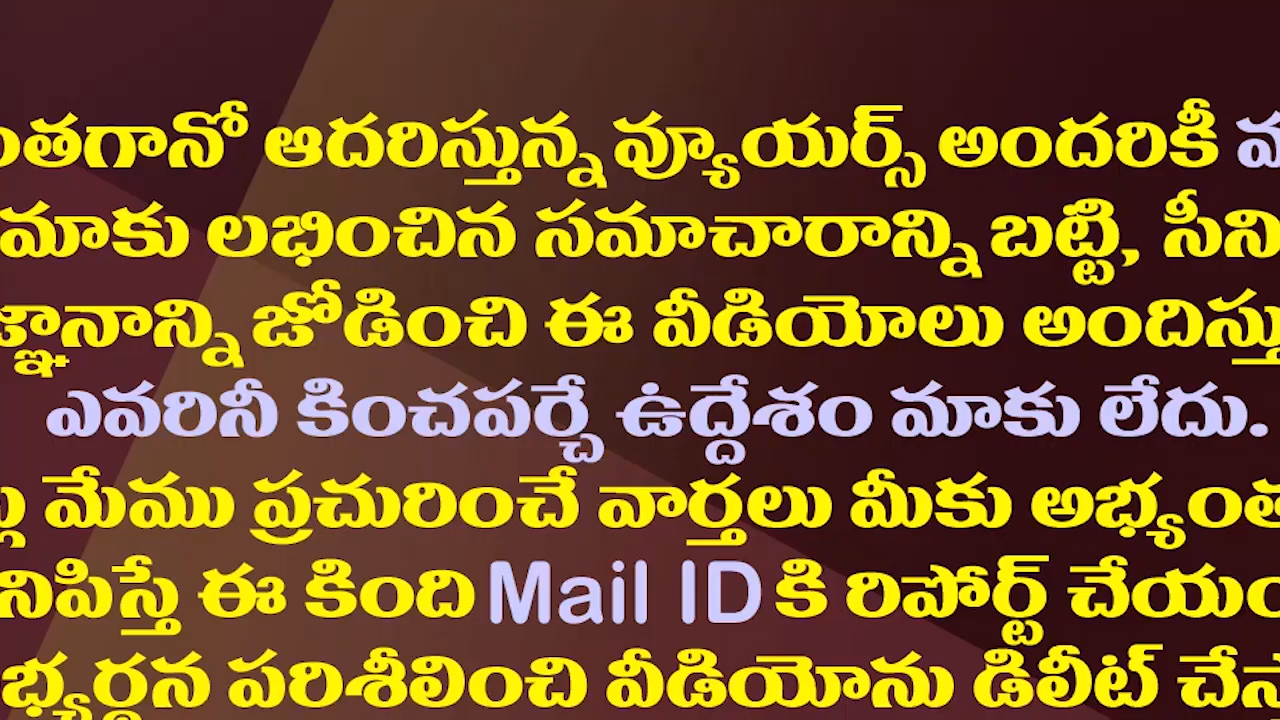 ంతగానో ఆదరిస్తున్న వ్యూయర్స్ అందరికీ
మాకు లభించిన సమాచారాన్ని బట్టి, సీని
జ్ఞానాన్ని జోడించి ఈ వీడియోలు అందిస్తు
ఎవరినీ కించపర్చే ఉద్దేశం మాకు లేదు.
మేము ప్రచురించే వార్తలు మీకు అభ్యంత
నిపిస్తే ఈ కింది Mail ID కి రిపోర్ట్ చేయం
భ్యర్థన పరిశీలించి వీడియోను డిలీట్ చేస